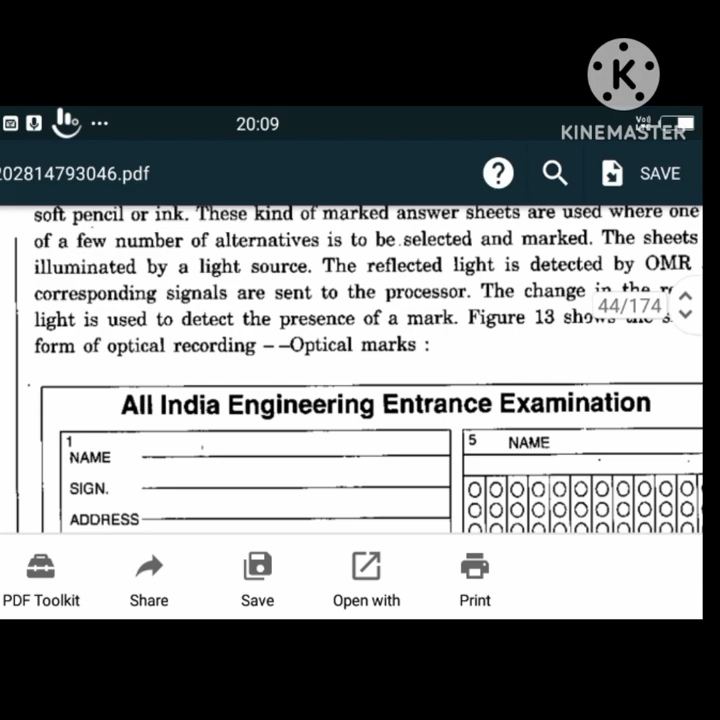 K
KINEMASTER
20:09
202814793046.pdf
SAVE
soft pencil or ink. These kind of marked answer sheets are used where one
of a few number of alternatives is to be selected and marked. The sheets
illuminated by a light source. The reflected light is detected by OMR
corresponding signals are sent to the processor. The change in the
44/174
light is used to detect the presence of a mark. Figure 13 shows the
form of optical recording – –Optical marks :
All India Engineering Entrance Examination
1
NAME
SIGN.
ADDRESS
5 NAME
PDF Toolkit
Share
Save
Open with
Print